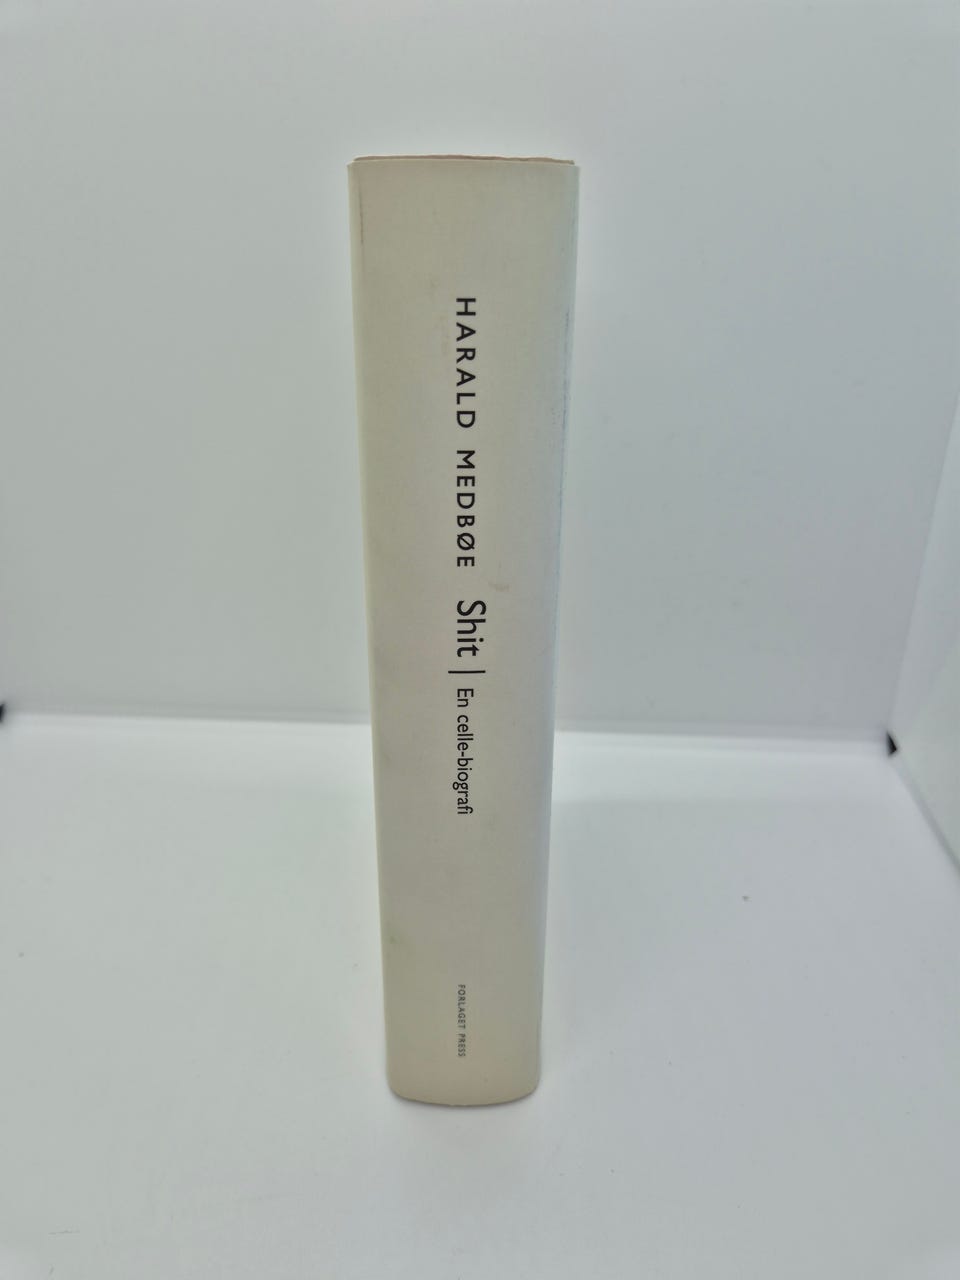 HARALD MEDBØE Shit | En celle-biografi
FORLAGET PRESS